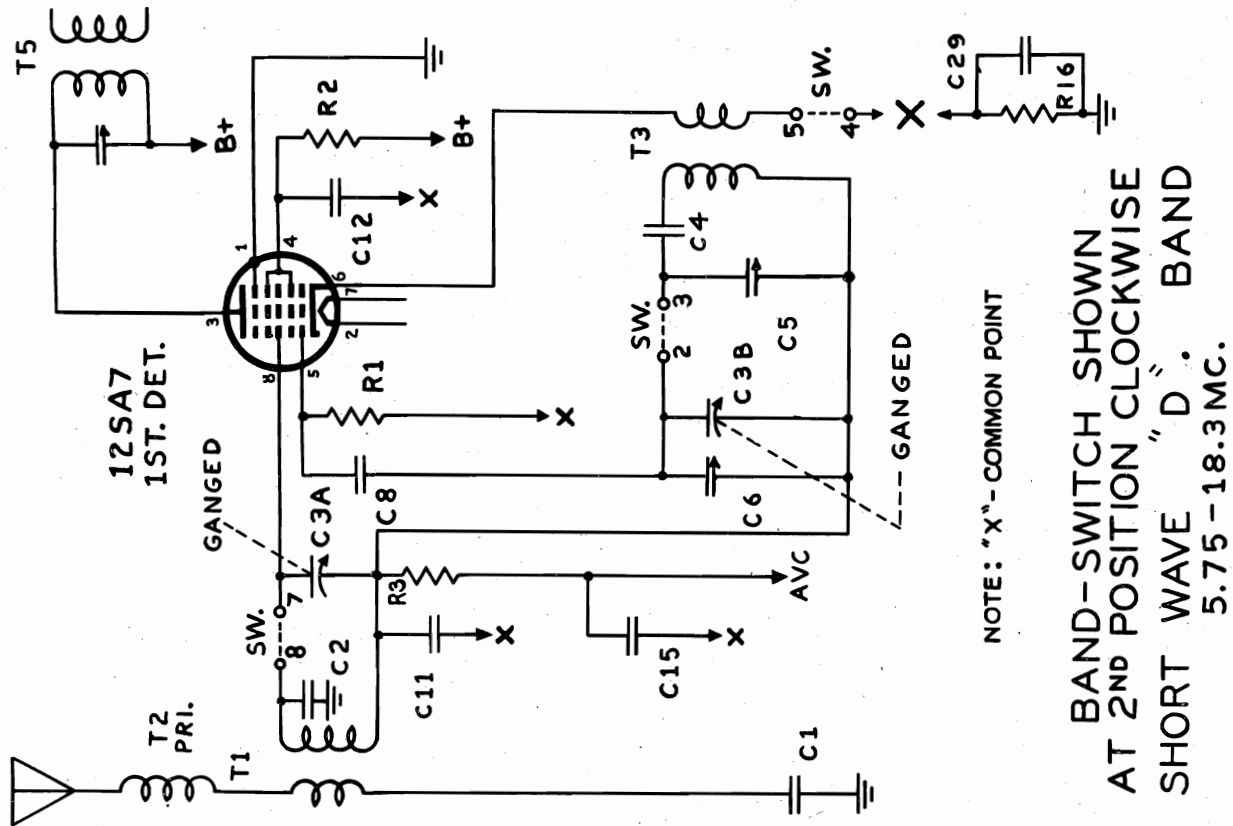 T5
B+
R2
B+
C12
X
1
4
6
7
2
3
8
5
12SA7
1ST. DET.
R1
X
GANGED
C3A
C8
SW.
7
8
C2
T2
PRI.
T1
C1
C11
X
R3
C15
X
AVC
C6
C3B
GANGED
SW.
2
3
C5
C4
T3
5
4
SW.
X
C29
R16
NOTE: "X"-COMMON POINT
BAND-SWITCH SHOWN
AT 2ND POSITION CLOCKWISE
SHORT WAVE "D". BAND
5.75-18.3MC.